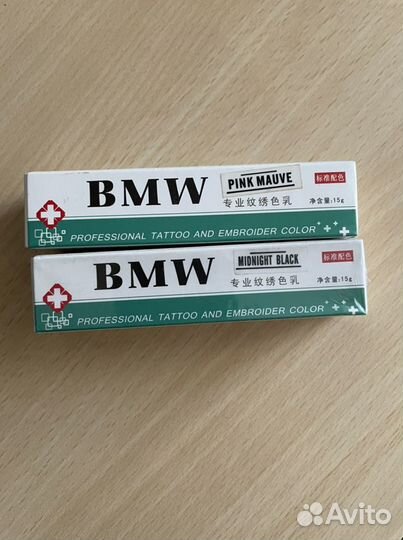 BMW
PINK MAUVE
标准配色
专业纹绣色乳
净含量:15g
PROFESSIONAL TATTOO AND EMBROIDER COLOR
BMW
MIDNIGHT BLACK
标准配色
专业纹绣色乳
净含量:15g
PROFESSIONAL TATTOO AND EMBROIDER COLOR
Avito